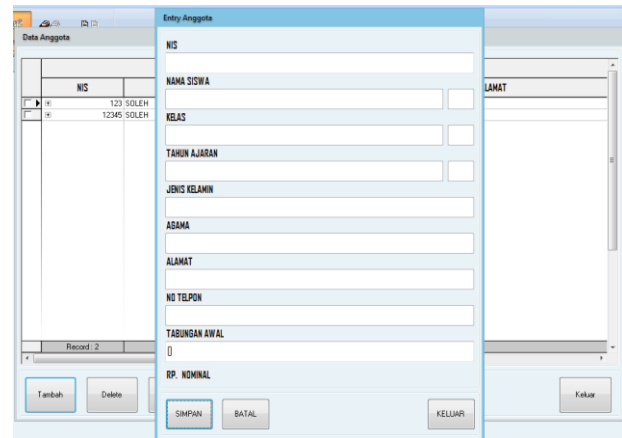 Entry Anggota
Data Anggota
NIS
NAMA SISWA
KELAS
TAHUN AJARAN
JENIS KELAMIN
AGAMA
ALAMAT
NO TELPON
TABUNGAN AWAL
0
RP. NOMINAL
SIMPAN BATAL KELUAR
NIS LAMAT
123 SOLEH
12345 SOLEH
Record : 2
Tambah Delete Keluar